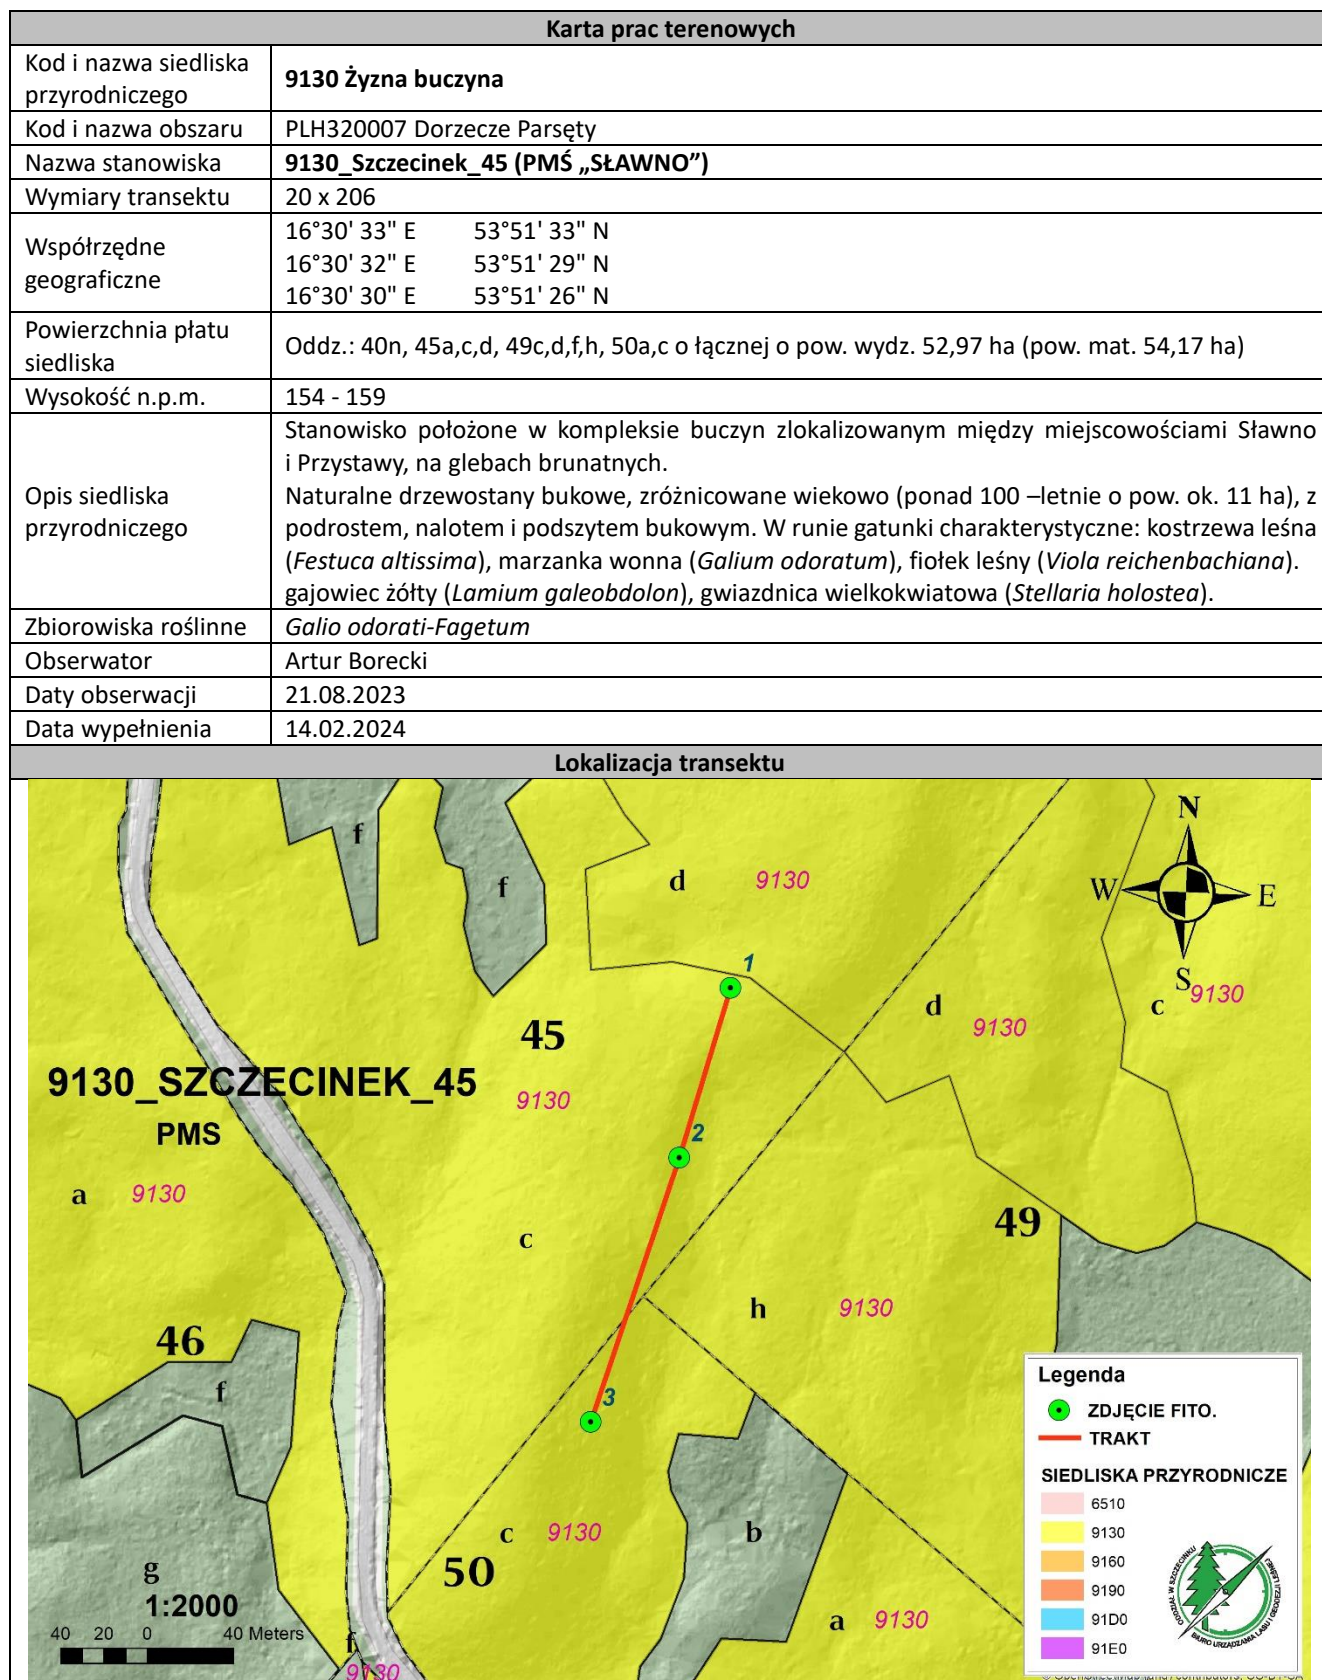 Karta prac terenowych
Kod i nazwa siedliska
przyrodniczego
9130 Żyzna buczyna
Kod i nazwa obszaru
PLH320007 Dorzecze Parsęty
Nazwa stanowiska
9130_Szczecinek_45 (PMŚ „SŁAWNO”)
Wymiary transektu
20 x 206
Współrzędne
geograficzne
16°30' 33" E 53°51' 33" N
16°30' 32" E 53°51' 29" N
16°30' 30" E 53°51' 26" N
Powierzchnia płatu
siedliska
Oddz.: 40n, 45a,c,d, 49c,d,f,h, 50a,c o łącznej o pow. wydz. 52,97 ha (pow. mat. 54,17 ha)
Wysokość n.p.m.
154 - 159
Opis siedliska
przyrodniczego
Stanowisko położone w kompleksie buczyn zlokalizowanym między miejscowościami Sławno
i Przystawy, na glebach brunatnych.
Naturalne drzewostany bukowe, zróżnicowane wiekowo (ponad 100 –letnie o pow. ok. 11 ha), z
podrostem, nalotem i podszytem bukowym. W runie gatunki charakterystyczne: kostrzewa leśna
(Festuca altissima), marzanka wonna (Galium odoratum), fiołek leśny (Viola reichenbachiana).
gajowiec żółty (Lamium galeobdolon), gwiazdnica wielkokwiatowa (Stellaria holostea).
Zbiorowiska roślinne
Galio odorati-Fagetum
Obserwator
Artur Borecki
Daty obserwacji
21.08.2023
Data wypełnienia
14.02.2024
Lokalizacja transektu
N
f
f
d 9130
W E
1
S
d 9130
c 9130
45
9130_SZCZECINEK_45
9130
PMS
2
a 9130
49
c
h 9130
46
f
3
c 9130
b
50
g
a 9130
1:2000
40 20 0 40 Meters
f
9130
Legenda
ZDJĘCIE FITO.
TRAKT
SIEDLISKA PRZYRODNICZE
6510
9130
9160
9190
91D0
91E0
ODDZIAŁ W SZCZECINKU
BIURO URZĄDZANIA LASU I GEODEZJI LEŚNEJ